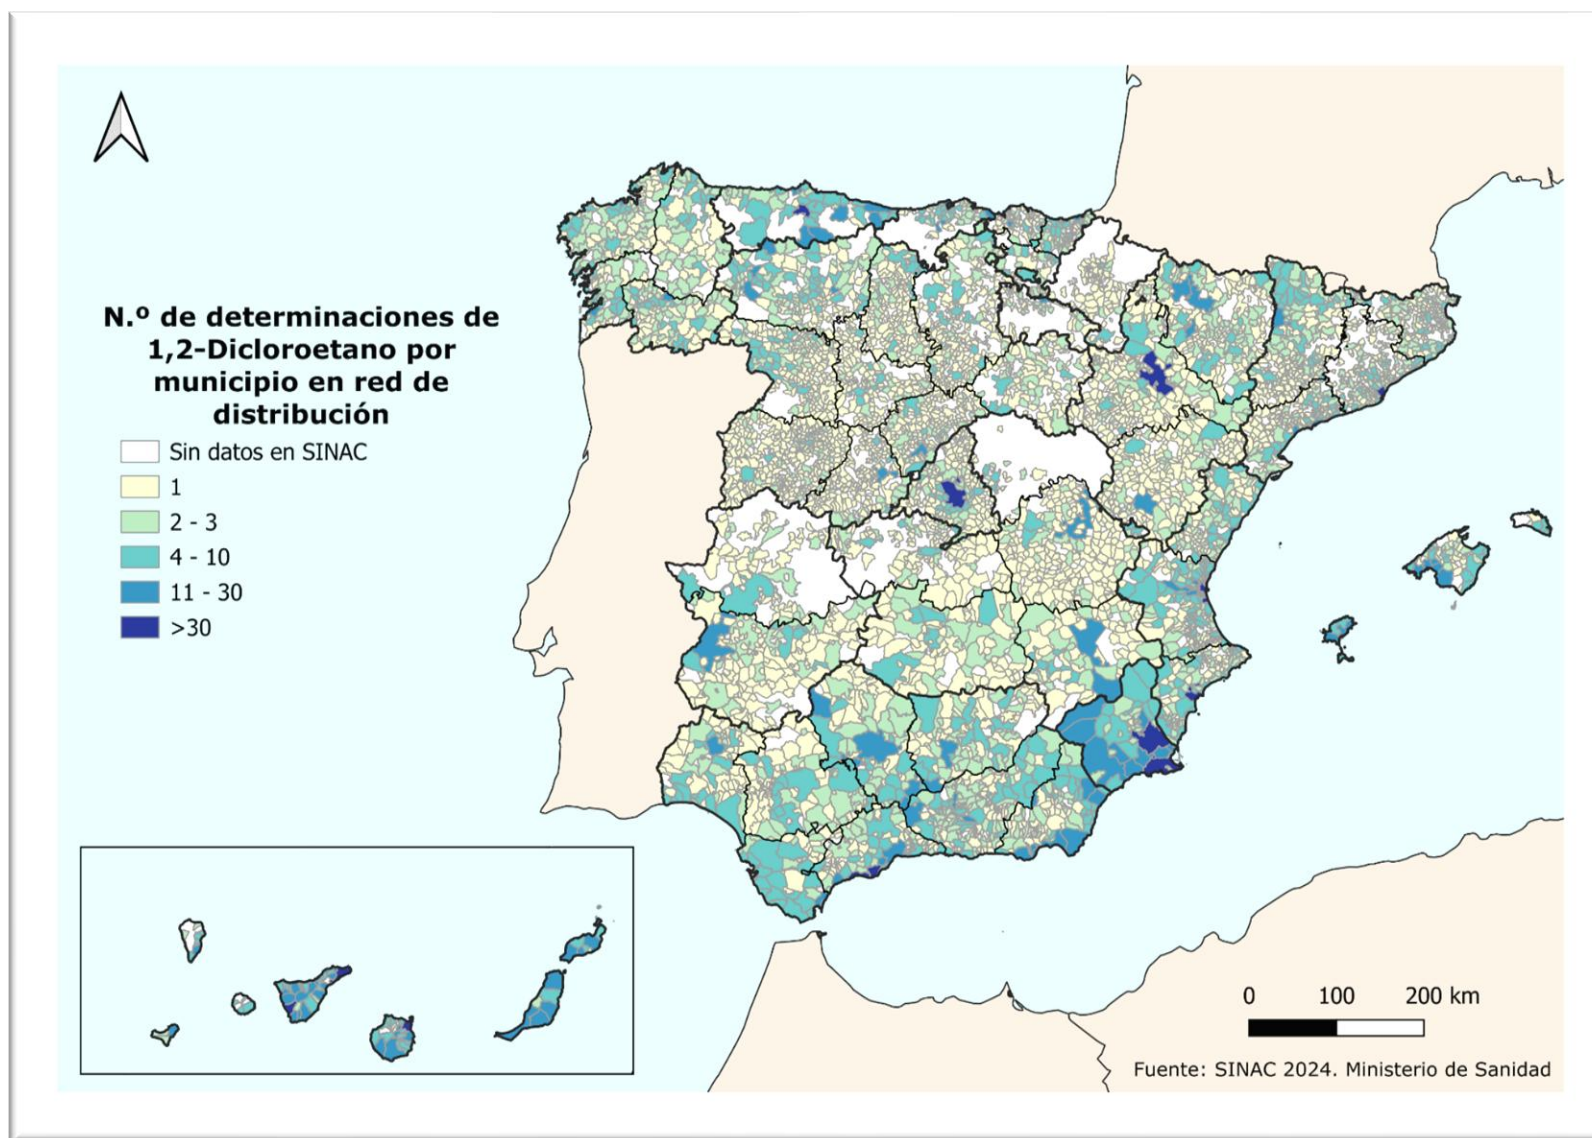 N.º de determinaciones de
1,2-Dicloroetano por
municipio en red de
distribución
Sin datos en SINAC
1
2 - 3
4 - 10
11 - 30
>30
0 100 200 km
Fuente: SINAC 2024. Ministerio de Sanidad